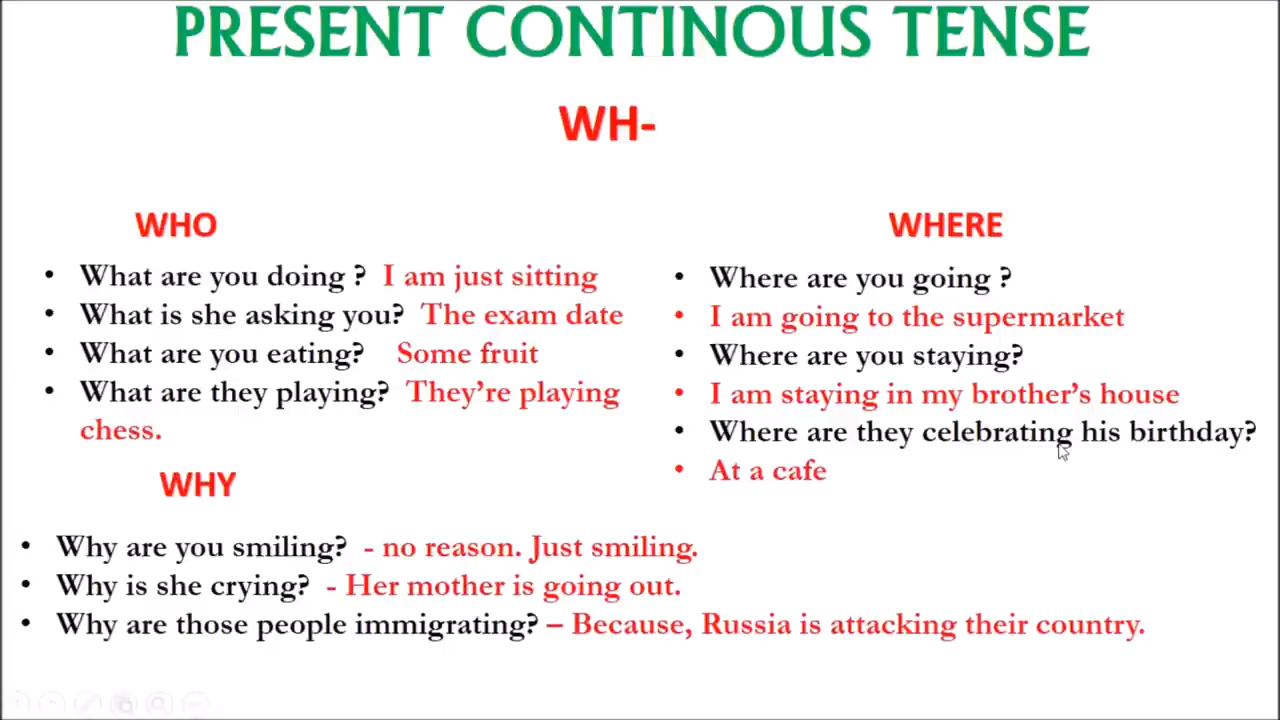 PRESENT CONTINOUS TENSE
WH-
WHO
• What are you doing ? I am just sitting
• What is she asking you? The exam date
• What are you eating? Some fruit
• What are they playing? They’re playing
chess.
WHERE
• Where are you going ?
• I am going to the supermarket
• Where are you staying?
• I am staying in my brother’s house
• Where are they celebrating his birthday?
• At a cafe
WHY
• Why are you smiling? - no reason. Just smiling.
• Why is she crying? - Her mother is going out.
• Why are those people immigrating? – Because, Russia is attacking their country.